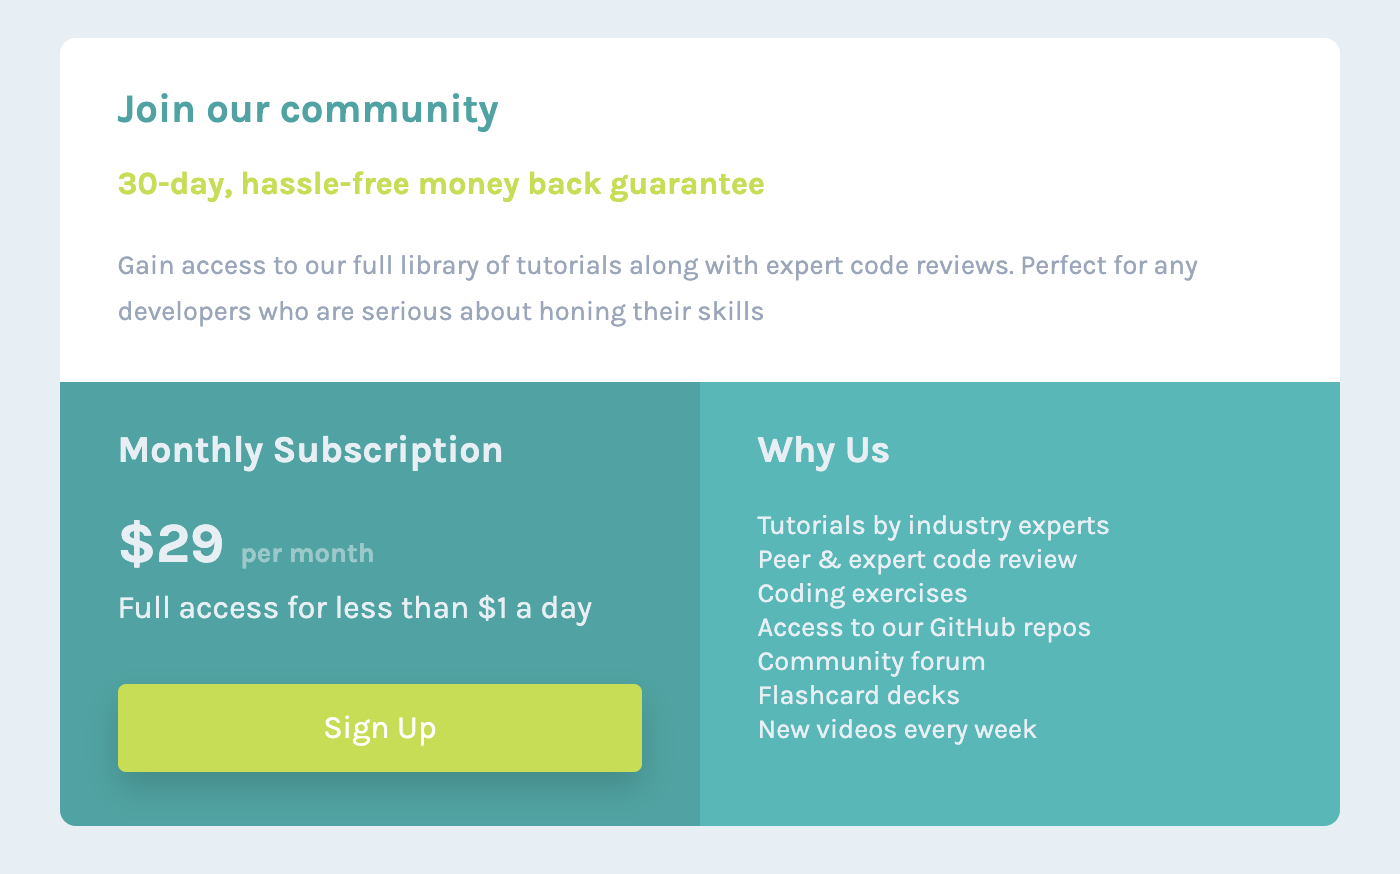 Join our community
30-day, hassle-free money back guarantee
Gain access to our full library of tutorials along with expert code reviews. Perfect for any
developers who are serious about honing their skills
Monthly Subscription
$29 per month
Full access for less than $1 a day
Sign Up
Why Us
Tutorials by industry experts
Peer & expert code review
Coding exercises
Access to our GitHub repos
Community forum
Flashcard decks
New videos every week